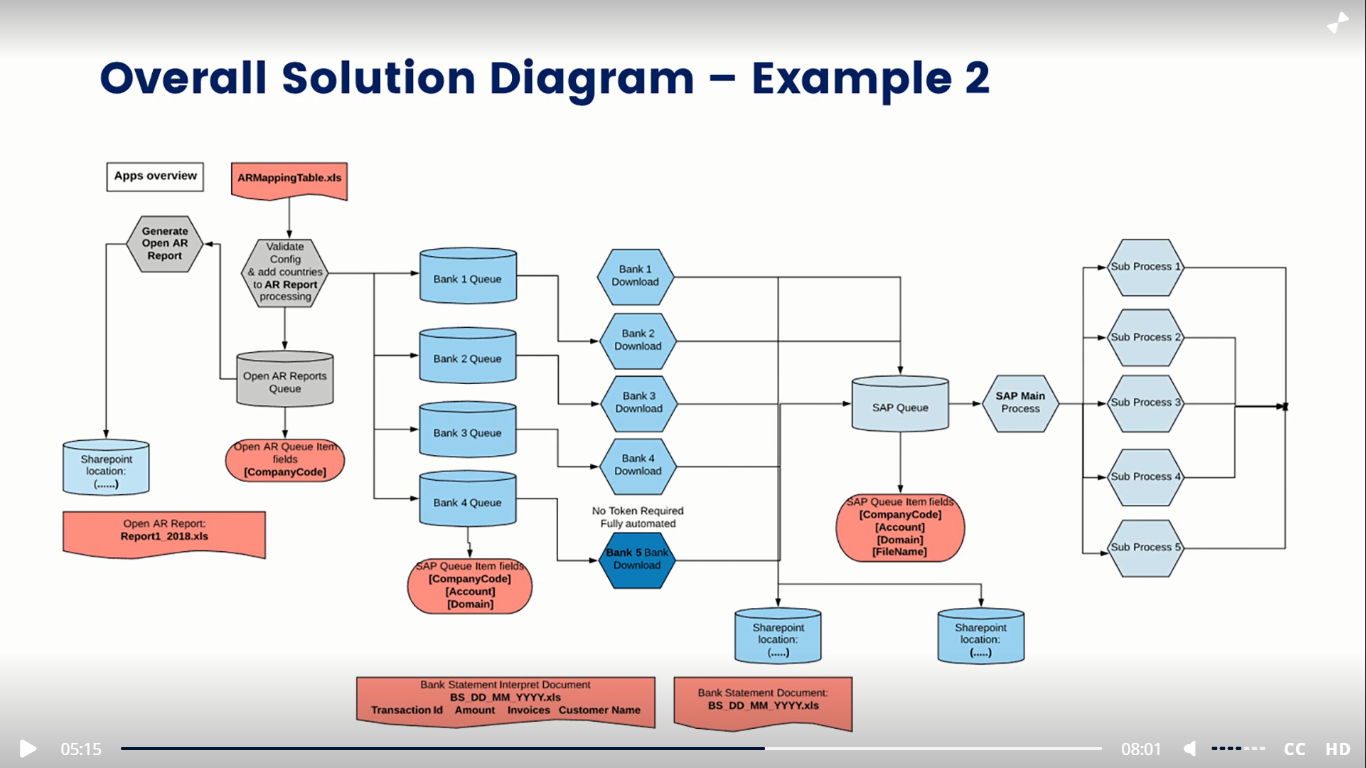 Overall Solution Diagram – Example 2
Apps overview
ARMappingTable.xls
Generate
Open AR
Report
Validate
Config
& add countries
to AR Report
processing
Open AR Reports
Queue
Open AR Queue Item
fields
[CompanyCode]
Sharepoint
location:
(......)
Open AR Report:
Report1_2018.xls
Bank 1 Queue
Bank 2 Queue
Bank 3 Queue
Bank 4 Queue
SAP Queue Item fields
[CompanyCode]
[Account]
[Domain]
Bank 1
Download
Bank 2
Download
Bank 3
Download
Bank 4
Download
No Token Required
Fully automated
Bank 5 Bank
Download
SAP Queue
SAP Queue Item fields
[CompanyCode]
[Account]
[Domain]
[FileName]
SAP Main
Process
Sub Process 1
Sub Process 2
Sub Process 3
Sub Process 4
Sub Process 5
Sharepoint
location:
(.....)
Sharepoint
location:
(.....)
Bank Statement Interpret Document
BS_DD_MM_YYYY.xls
Transaction Id Amount Invoices Customer Name
Bank Statement Document:
BS_DD_MM_YYYY.xls
05:15
08:01
CC
HD